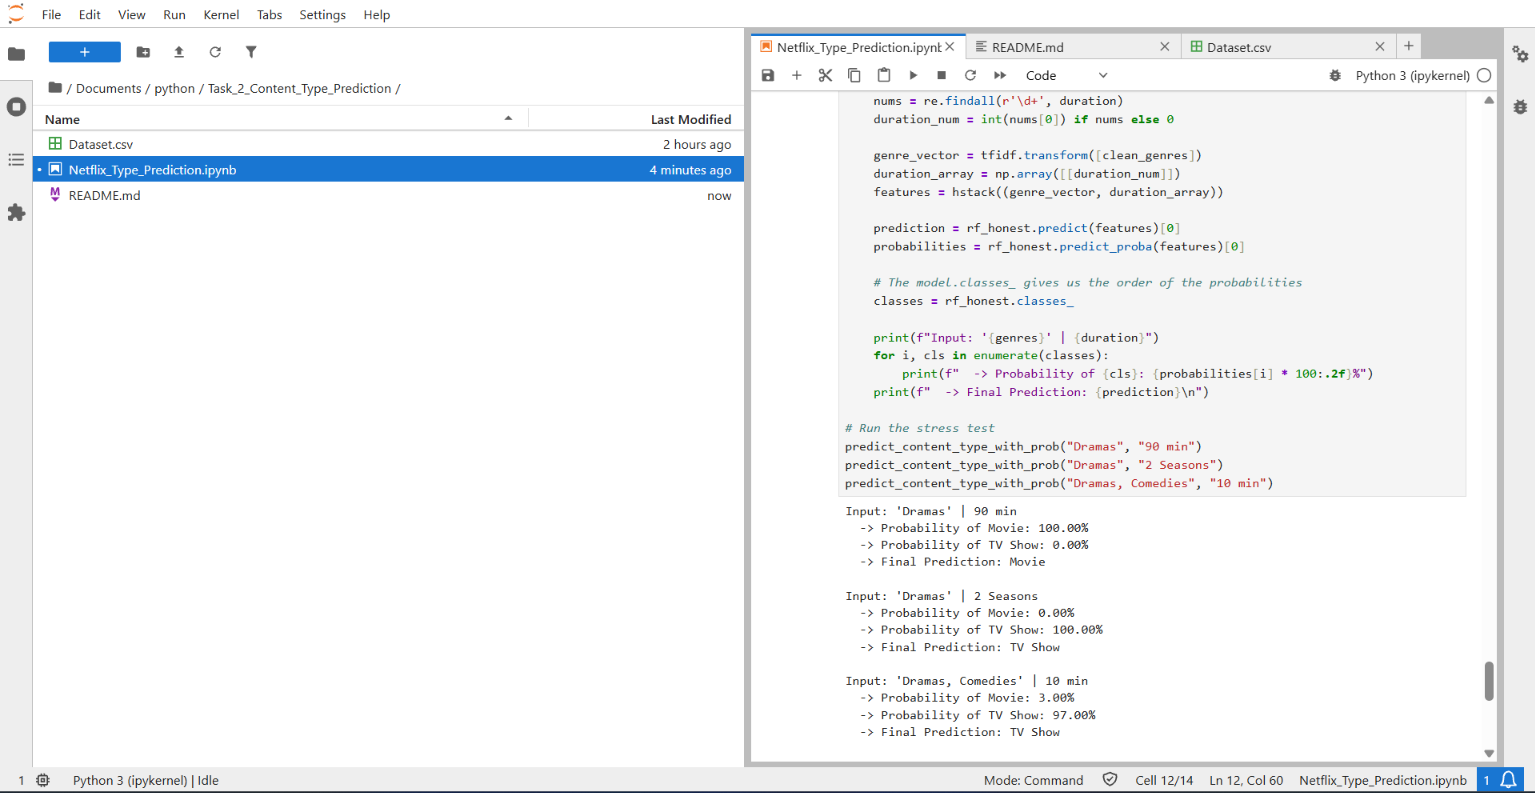 File Edit View Run Kernel Tabs Settings Help
+
/ Documents / python / Task_2_Content_Type_Prediction /
Name Last Modified
Dataset.csv 2 hours ago
• Netflix_Type_Prediction.ipynb 4 minutes ago
M README.md now
Netflix_Type_Prediction.ipynb README.md Dataset.csv +
Code Python 3 (ipykernel)
nums = re.findall(r'\d+', duration)
duration_num = int(nums[0]) if nums else 0
genre_vector = tfidf.transform([clean_genres])
duration_array = np.array([[duration_num]])
features = hstack((genre_vector, duration_array))
prediction = rf_honest.predict(features)[0]
probabilities = rf_honest.predict_proba(features)[0]
# The model.classes_ gives us the order of the probabilities
classes = rf_honest.classes_
print(f"Input: '{genres}' | {duration}")
for i, cls in enumerate(classes):
print(f"  -> Probability of {cls}: {probabilities[i] * 100:.2f}%")
print(f"  -> Final Prediction: {prediction}\n")
# Run the stress test
predict_content_type_with_prob("Dramas", "90 min")
predict_content_type_with_prob("Dramas", "2 Seasons")
predict_content_type_with_prob("Dramas, Comedies", "10 min")
Input: 'Dramas' | 90 min
-> Probability of Movie: 100.00%
-> Probability of TV Show: 0.00%
-> Final Prediction: Movie
Input: 'Dramas' | 2 Seasons
-> Probability of Movie: 0.00%
-> Probability of TV Show: 100.00%
-> Final Prediction: TV Show
Input: 'Dramas, Comedies' | 10 min
-> Probability of Movie: 3.00%
-> Probability of TV Show: 97.00%
-> Final Prediction: TV Show
1 Python 3 (ipykernel) | Idle Mode: Command Cell 12/14 Ln 12, Col 60 Netflix_Type_Prediction.ipynb 1